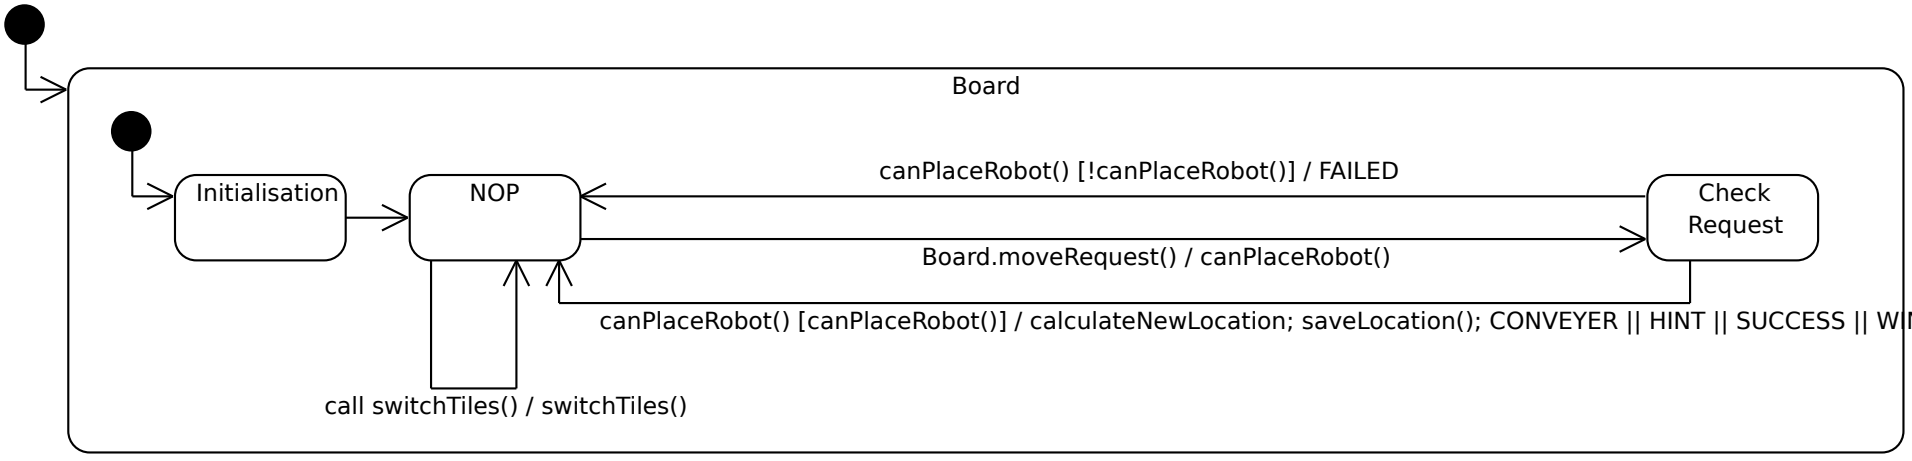 Board
canPlaceRobot() [!canPlaceRobot()] / FAILED
Initialisation
NOP
Check
Request
Board.moveRequest() / canPlaceRobot()
canPlaceRobot() [canPlaceRobot()] / calculateNewLocation; saveLocation(); CONVEYER || HINT || SUCCESS ||
call switchTiles() / switchTiles()